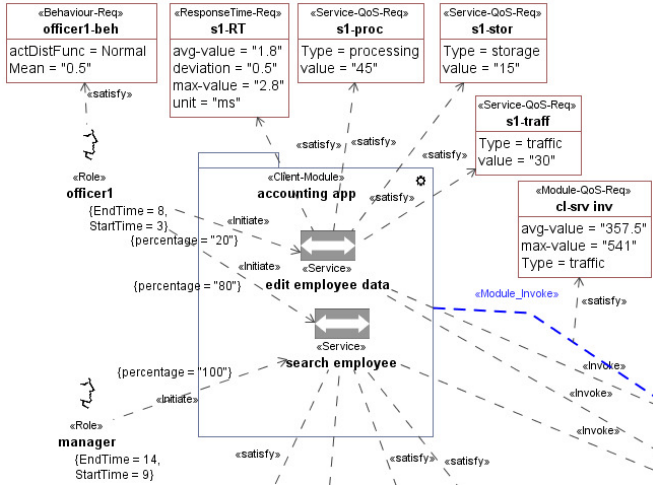 «Behaviour-Req»
officer1-beh
actDistFunc = Normal
Mean = "0.5"
«ResponseTime-Req»
s1-RT
avg-value = "1.8"
deviation = "0.5"
max-value = "2.8"
unit = "ms"
«Service-QoS-Req»
s1-proc
Type = processing
value = "45"
«Service-QoS-Req»
s1-stor
Type = storage
value = "15"
«Service-QoS-Req»
s1-traff
Type = traffic
value = "30"
«Module-QoS-Req»
cl-srv inv
avg-value = "357.5"
max-value = "541"
Type = traffic
«satisfy»
«satisfy»
«satisfy»
«satisfy»
«satisfy»
«satisfy»
«Role»
officer1
{EndTime = 8,
StartTime = 3}
«Client-Module»
accounting app
«Initiate»
{percentage = "20"}
«Initiate»
{percentage = "80"}
«Service»
edit employee data
«Module_Invoke»
«Service»
search employee
{percentage = "100"}
«Initiate»
«Invoke»
«Invoke»
«Invoke»
«Role»
manager
{EndTime = 14,
StartTime = 9}
«satisfy»
«satisfy»
«satisfy»
«satisfy»